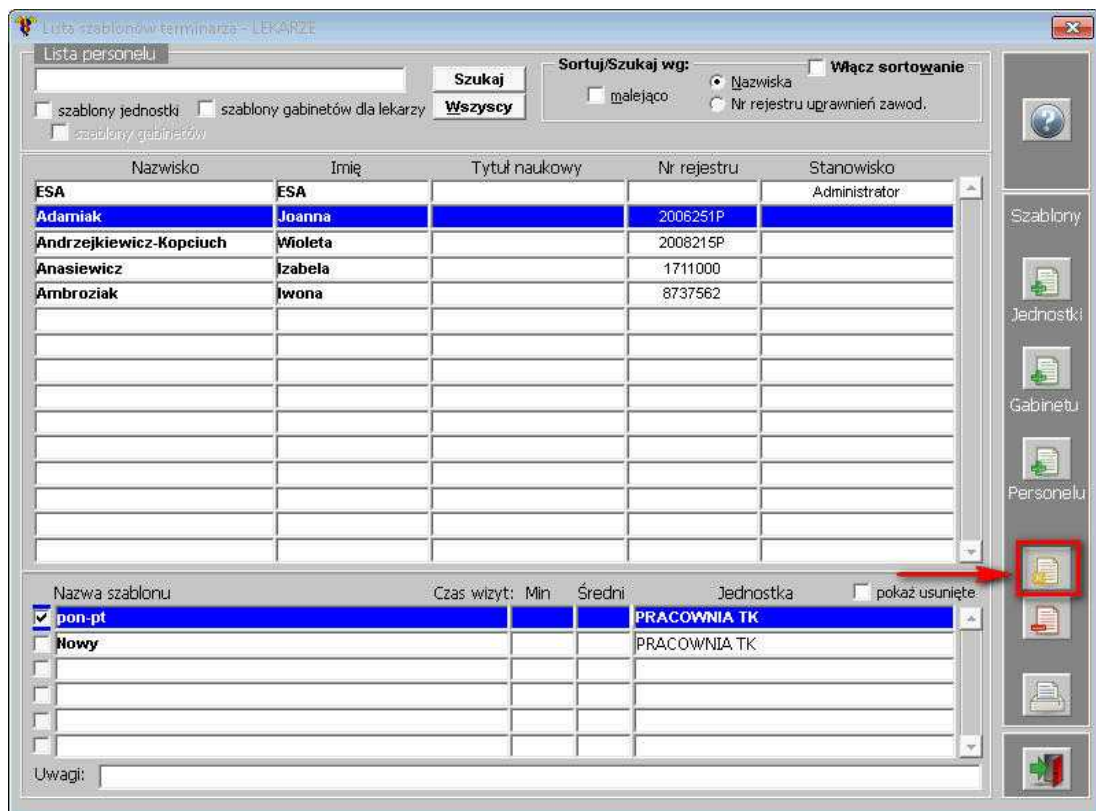 Lista szablonów terminarza - LEKARZE
Lista personelu
Szukaj
Wszyscy
szablony jednostki szablony gabinetów dla lekarzy
szablony gabinetów
Sortuj/Szukaj wg: Włącz sortowanie
malejąco
Nazwiska
Nr rejestru uprawnień zawod.
Nazwisko Imię Tytuł naukowy Nr rejestru Stanowisko
ESA ESA Administrator
Adamiak Joanna 2006251P
Andrzejkiewicz-Kopciuch Wioleta 2008215P
Anasiewicz Izabela 1711000
Ambroziak Iwona 8737562
Szablony
Jednostki
Gabinetu
Personelu
Nazwa szablonu Czas wizyt: Min Średni Jednostka pokaż usunięte
pon-pt PRACOWNIA TK
Nowy PRACOWNIA TK
Uwagi: